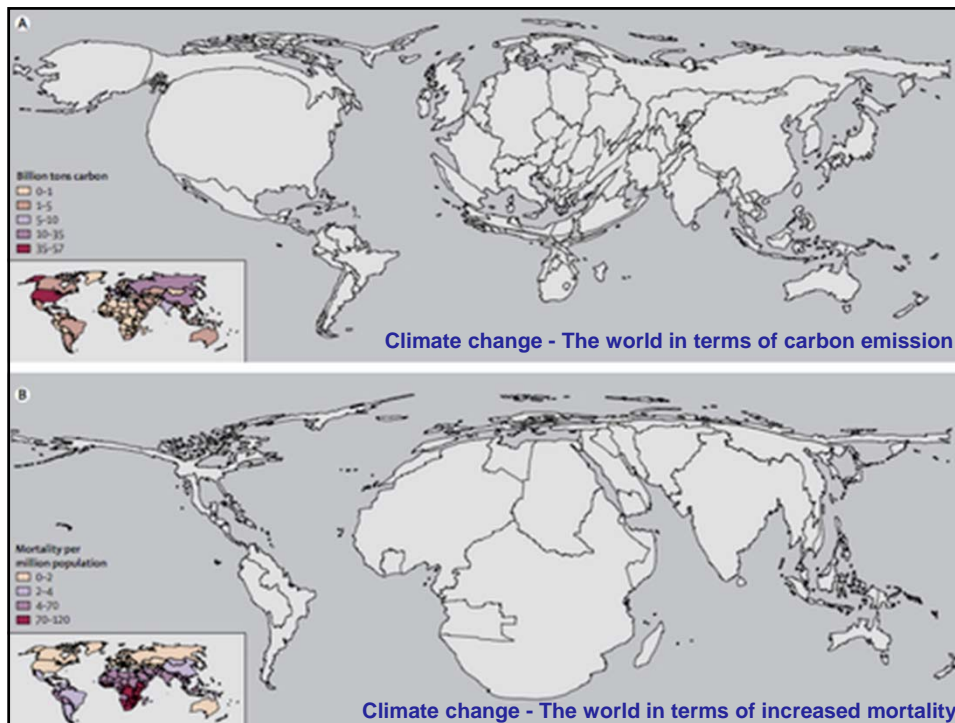 A
Billion tons carbon
0-1
1-5
5-10
10-35
35-57
Climate change - The world in terms of carbon emission
B
Mortality per
million population
0-2
2-4
4-70
70-120
Climate change - The world in terms of increased mortality